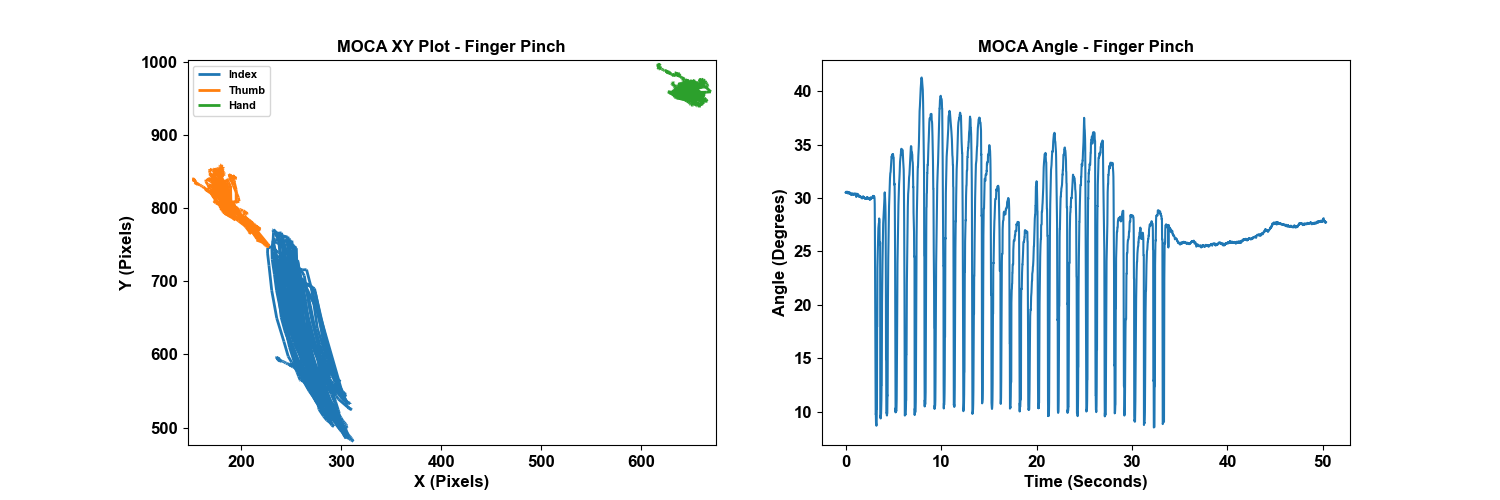 MOCA XY Plot - Finger Pinch
Y (Pixels)
1000
900
800
700
600
500
Index
Thumb
Hand
200
300
400
500
600
X (Pixels)
MOCA Angle - Finger Pinch
Angle (Degrees)
40
35
30
25
20
15
10
0
10
20
30
40
50
Time (Seconds)